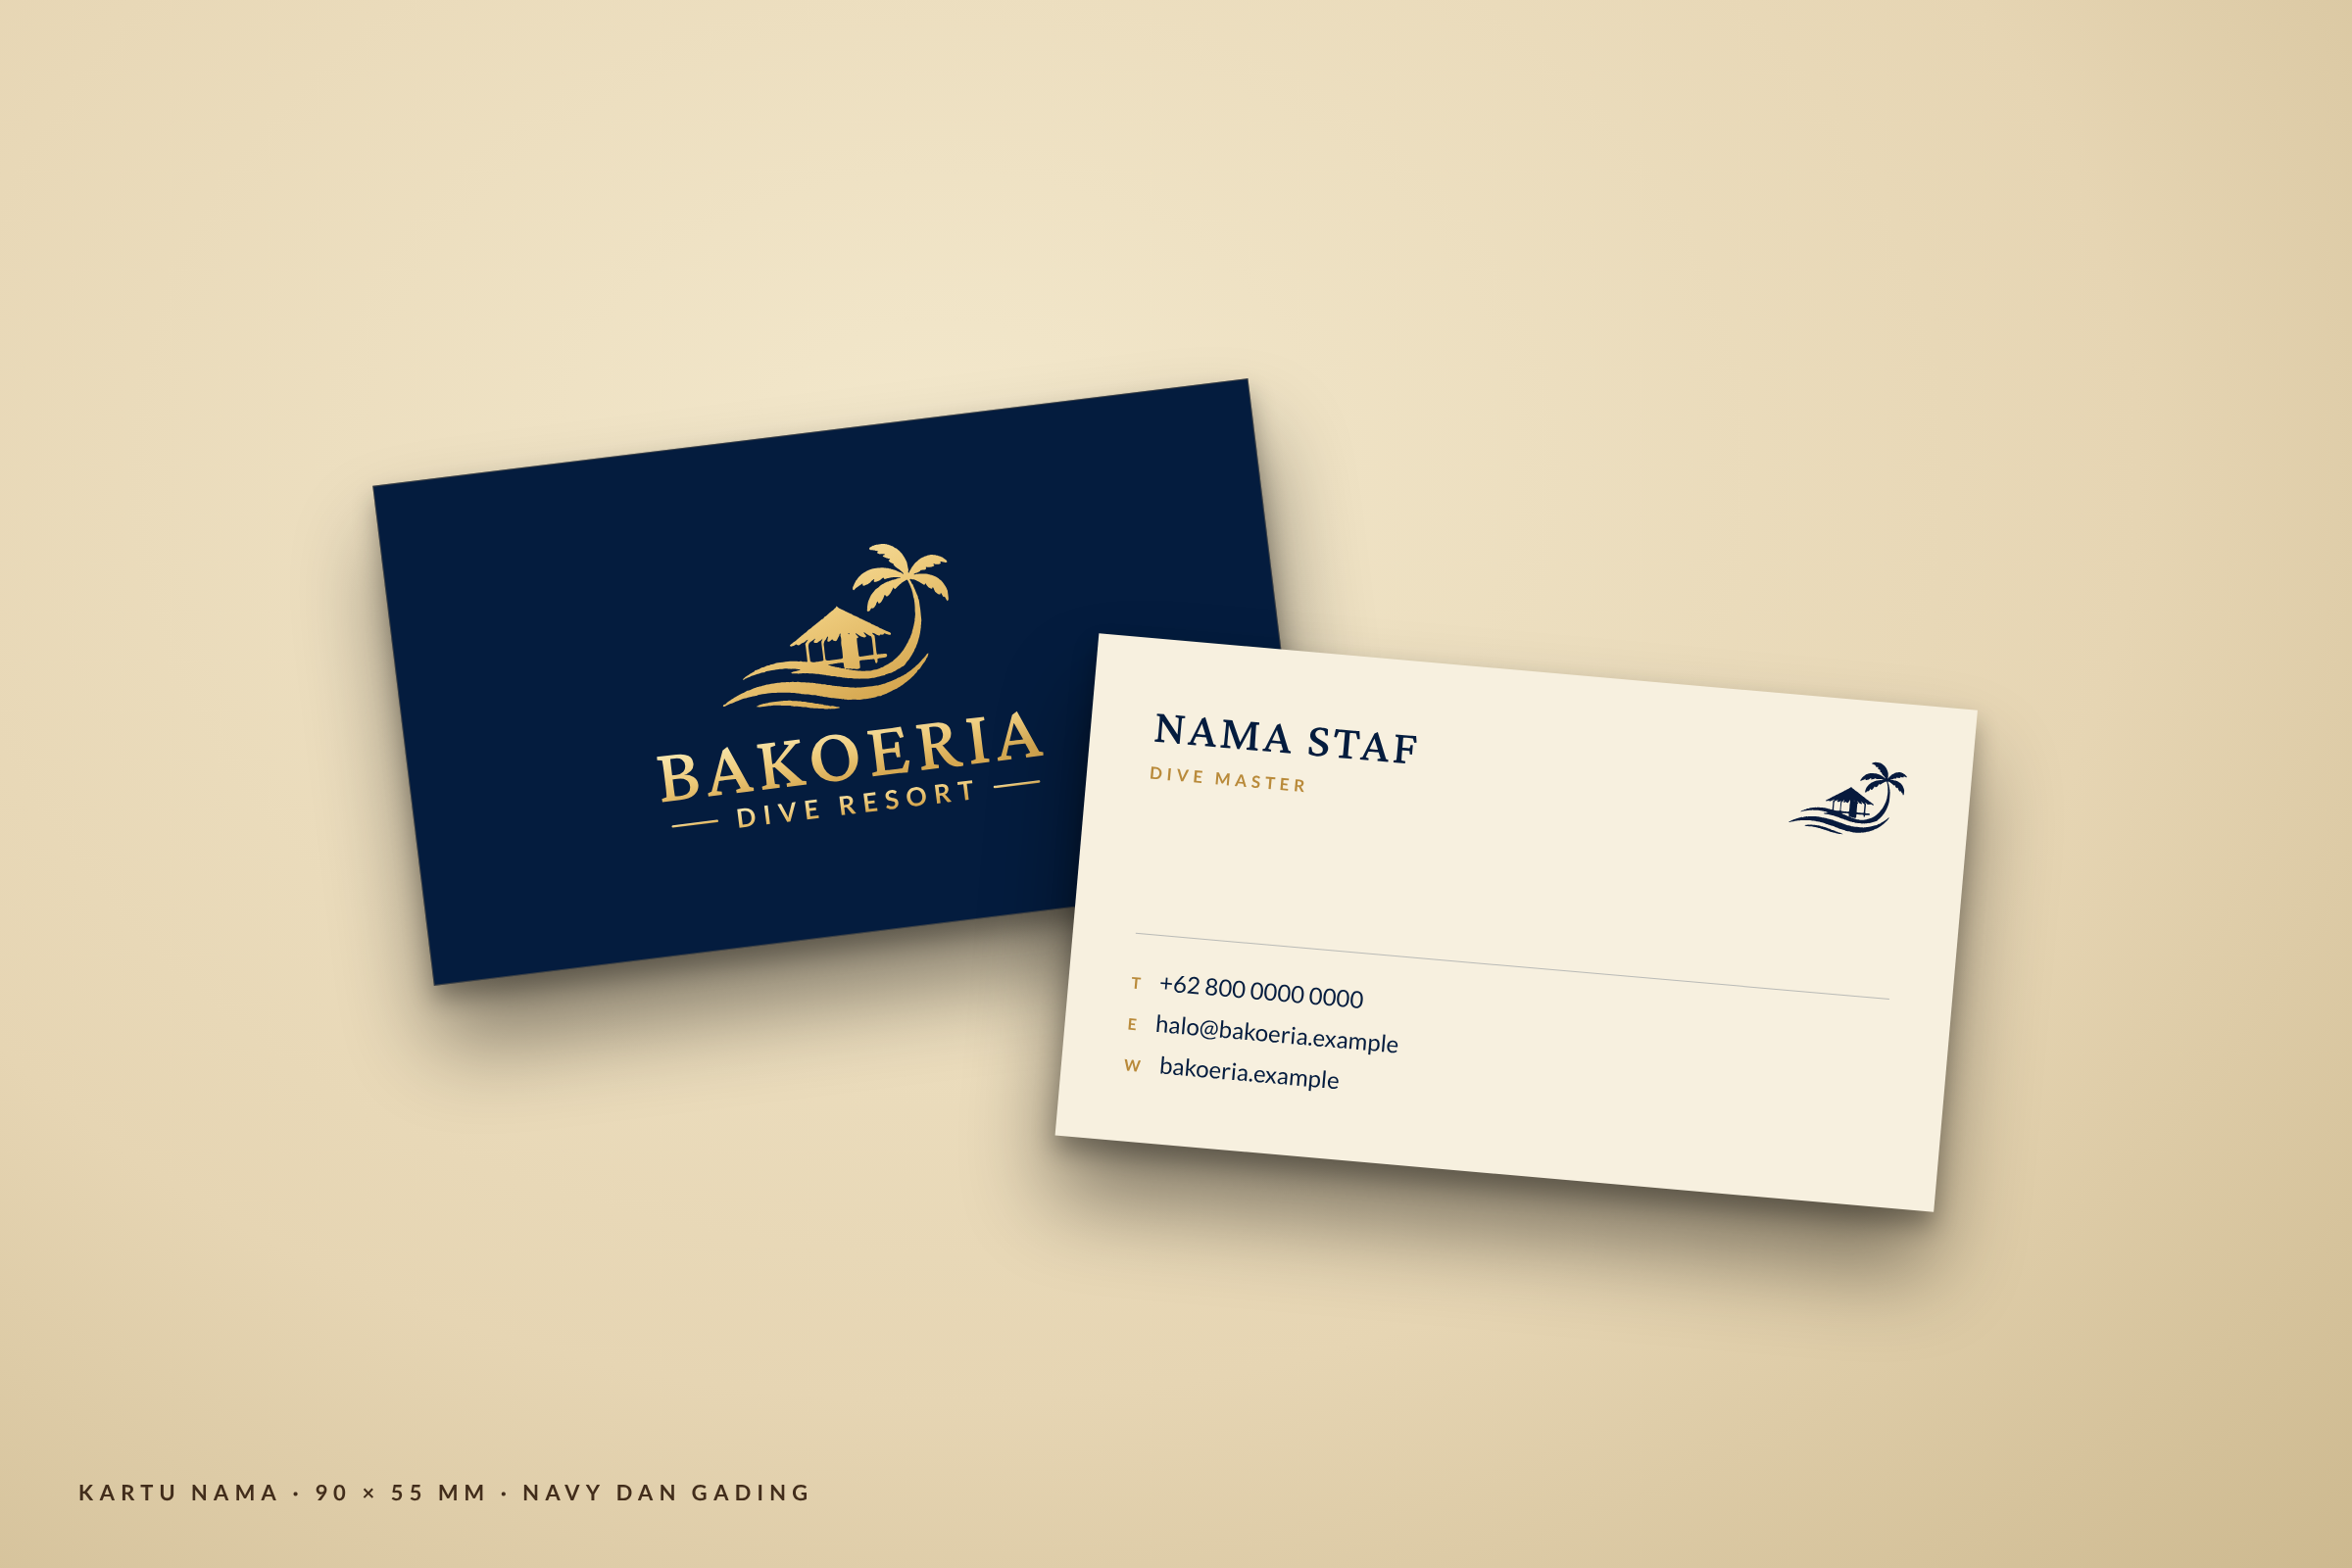 BAKOERIA
DIVE RESORT
NAMA STAF
DIVE MASTER
T +62 800 0000 0000
E halo@bakoeria.example
W bakoeria.example
KARTU NAMA · 90 × 55 MM · NAVY DAN GADING